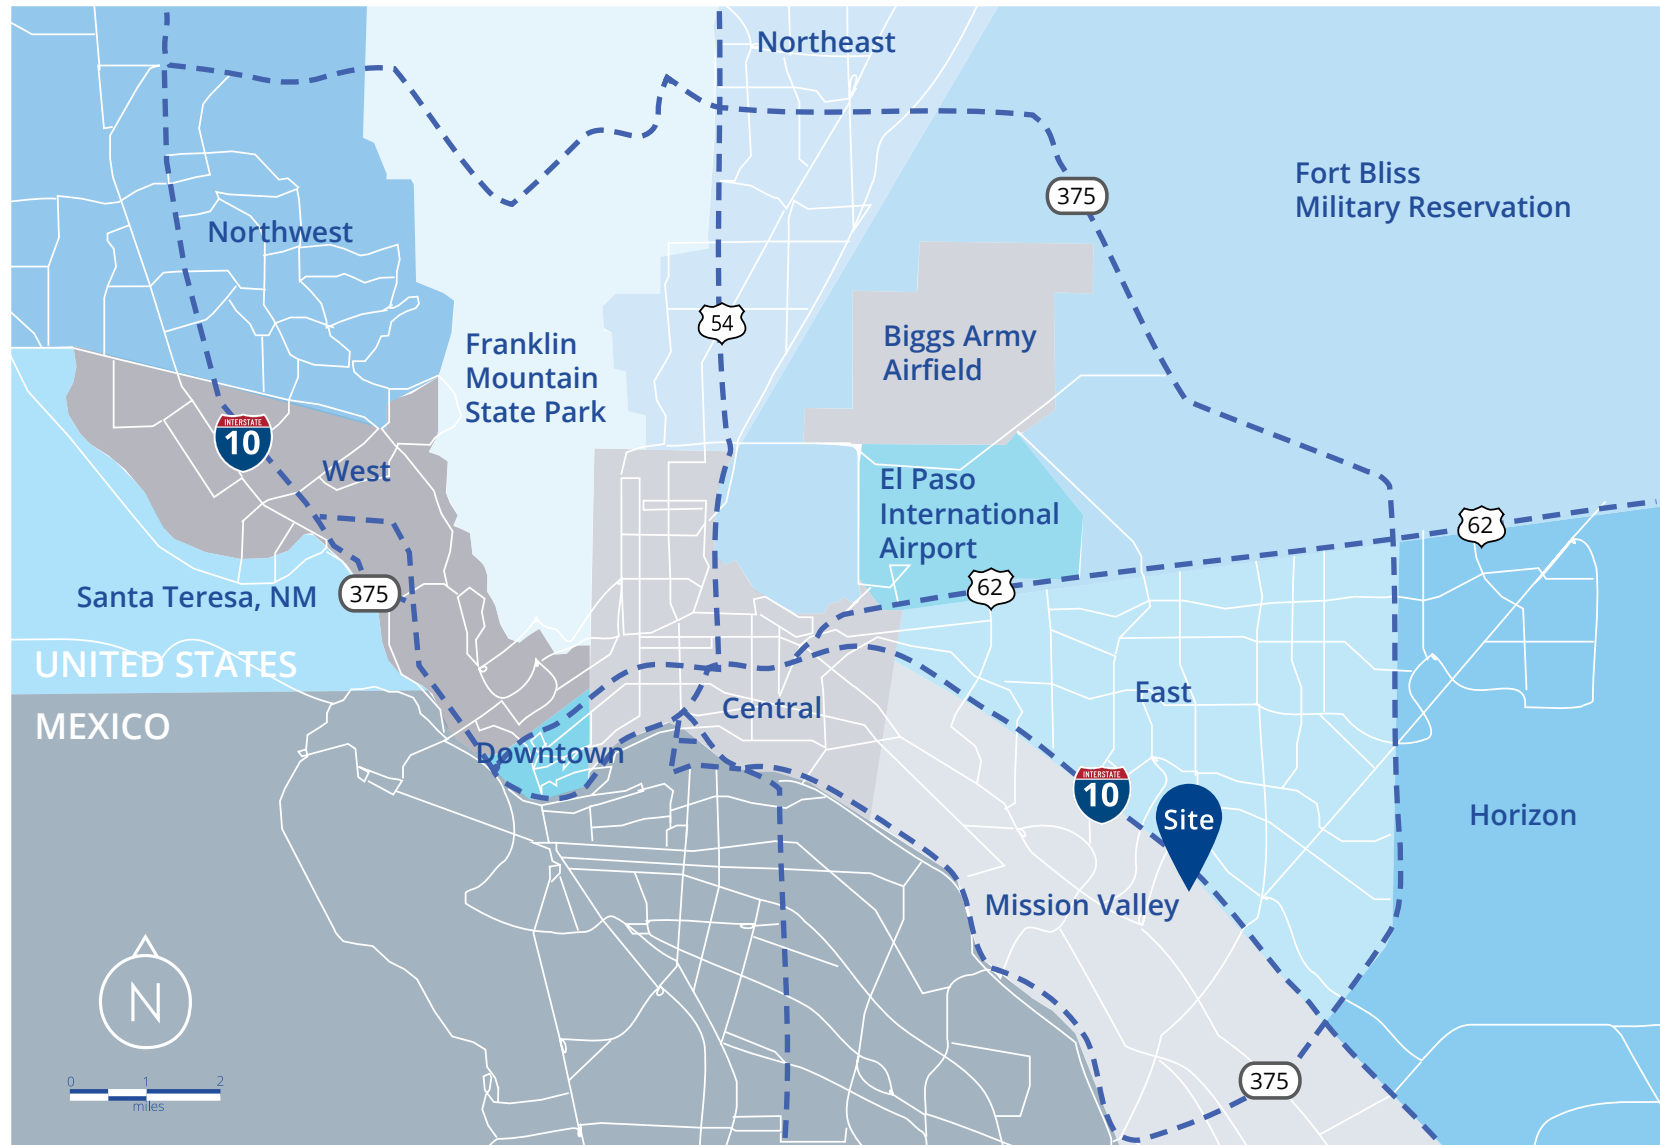 Northeast
Fort Bliss
Military Reservation
375
Northwest
54
Franklin
Mountain
State Park
Biggs Army
Airfield
INTERSTATE
10
West
El Paso
International
Airport
62
62
Santa Teresa, NM
375
UNITED STATES
MEXICO
East
Central
Downtown
INTERSTATE
10
Site
Horizon
Mission Valley
N
375
0 1 2
miles